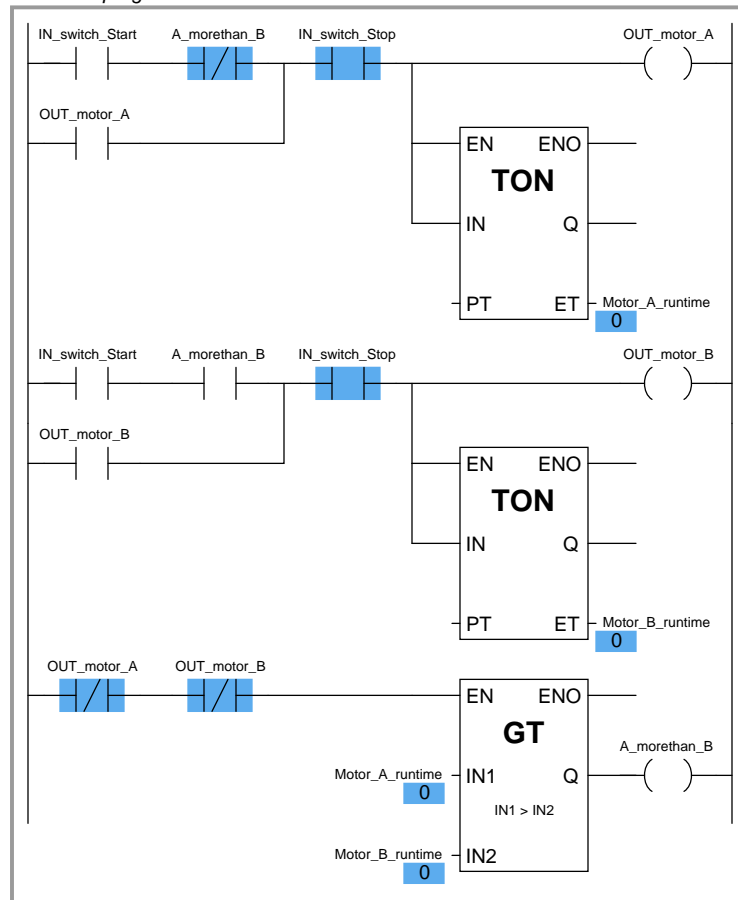 IN_switch_Start A_morethan_B IN_switch_Stop OUT_motor_A
OUT_motor_A
EN ENO
TON
IN Q
PT ET Motor_A_runtime
0
IN_switch_Start A_morethan_B IN_switch_Stop OUT_motor_B
OUT_motor_B
EN ENO
TON
IN Q
PT ET Motor_B_runtime
0
OUT_motor_A OUT_motor_B
EN ENO
GT
A_morethan_B
Motor_A_runtime IN1 Q
0
IN1 > IN2
Motor_B_runtime IN2
0